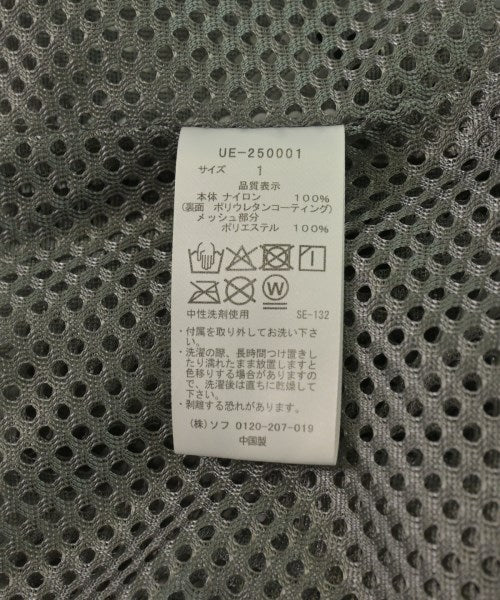 UE-250001
サイズ 1
品質表示
本体 ナイロン 100%
(裏面 ポリウレタンコーティング)
メッシュ部分
ポリエステル 100%
W
中性洗剤使用 SE-132
・付属を取り外してお洗い下さ
い。
・洗濯の際、長時間つけ置きし
たり濡れたまま放置しますと
色移りする場合がありますの
で、洗濯後は直ちに乾燥して
下さい。
・剥離する恐れがあります。
(株)ソフ 0120-207-019
中国製